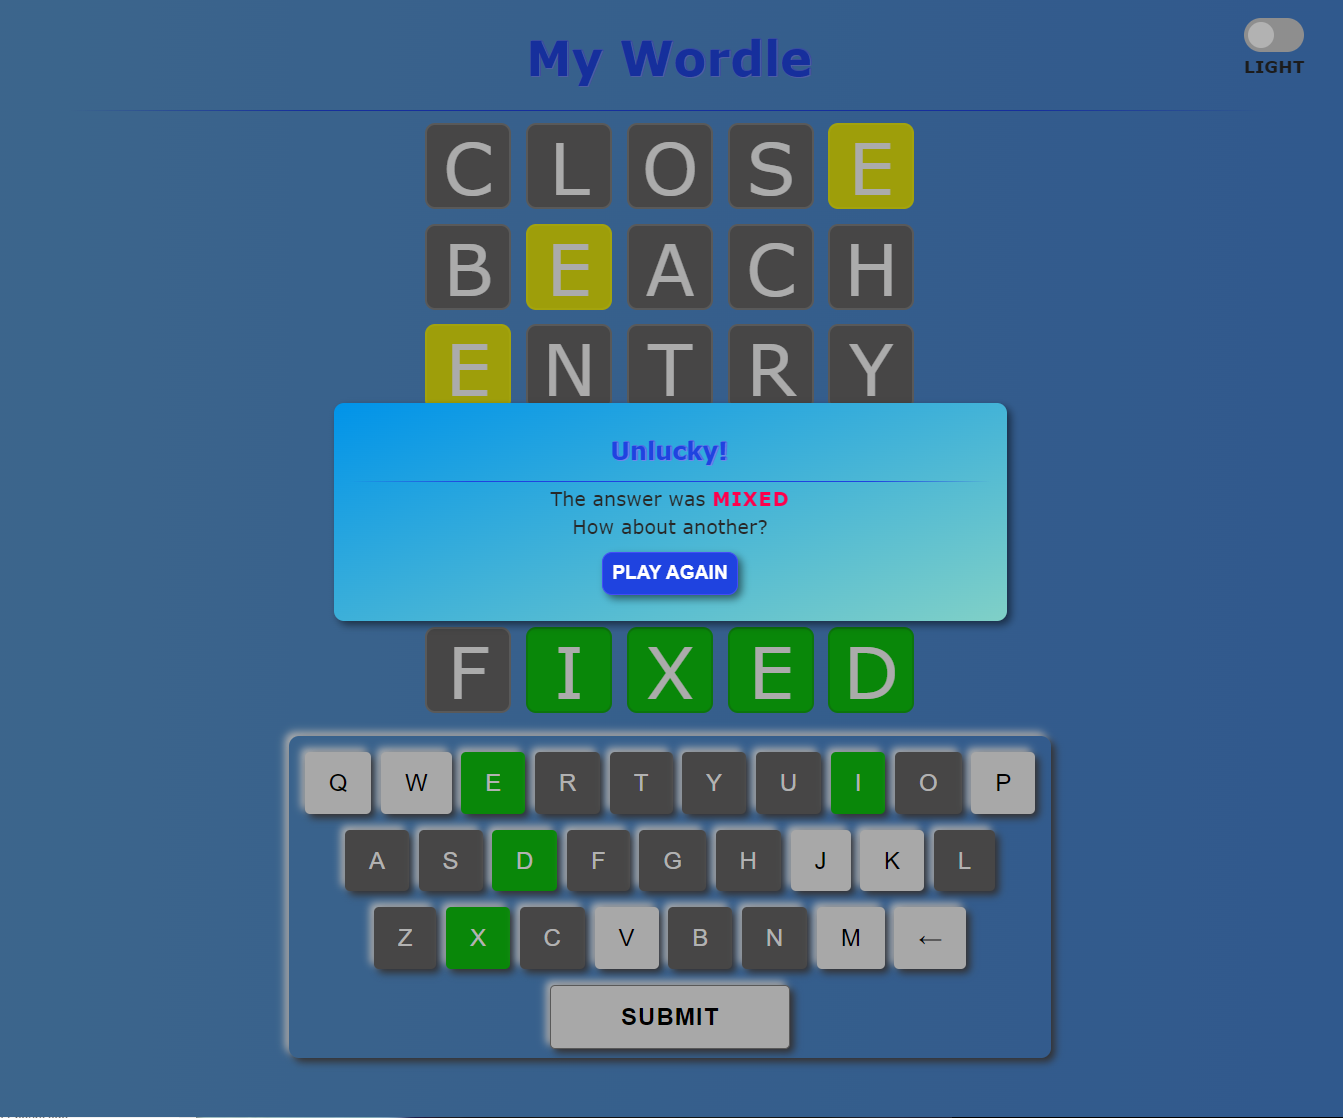 My Wordle
LIGHT
C L O S E
B E A C H
E N T R Y
Unlucky!
The answer was MIXED
How about another?
PLAY AGAIN
F I X E D
Q W E R T Y U I O P
A S D F G H J K L
Z X C V B N M ←
SUBMIT